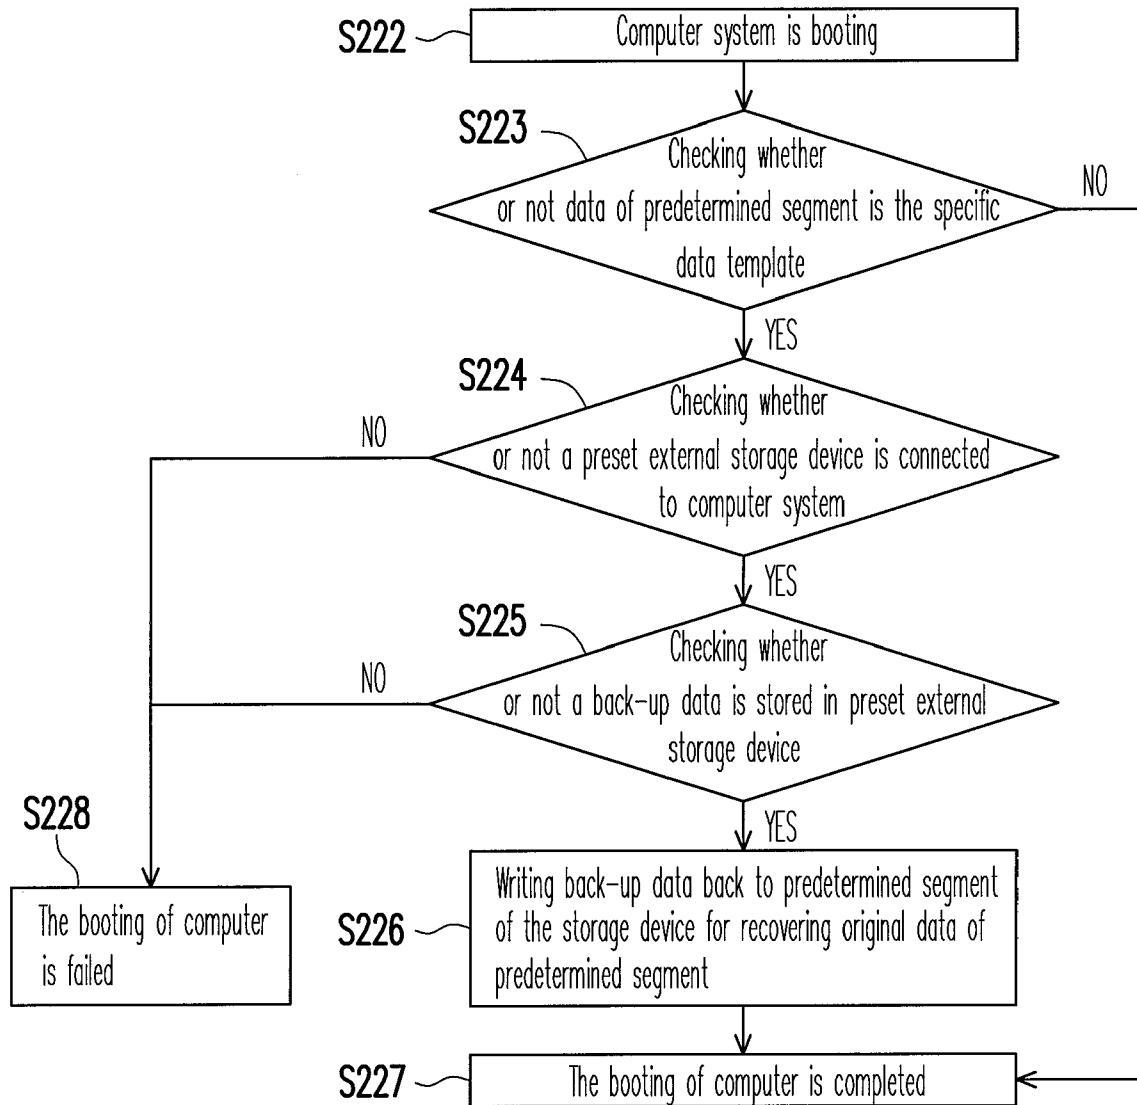 S222
Computer system is booting
S223
Checking whether
or not data of predetermined segment is the specific
data template
NO
YES
S224
Checking whether
or not a preset external storage device is connected
to computer system
NO
YES
S225
Checking whether
or not a back-up data is stored in preset external
storage device
NO
YES
S228
The booting of computer
is failed
S226
Writing back-up data back to predetermined segment
of the storage device for recovering original data of
predetermined segment
S227
The booting of computer is completed